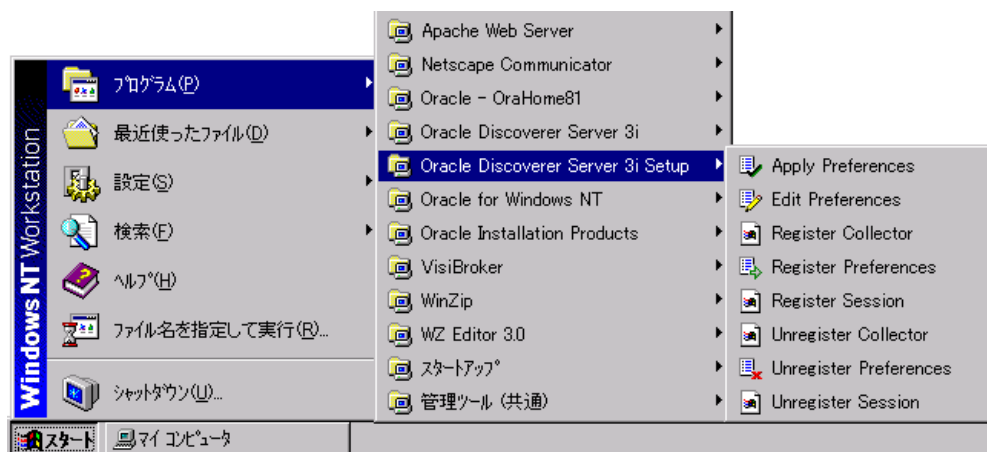 Windows NT Workstation
ﾌﾟﾛｸﾞﾗﾑ(P)
最近使ったﾌｧｲﾙ(D)
設定(S)
検索(F)
ﾍﾙﾌﾟ(H)
ﾌｧｲﾙ名を指定して実行(R)...
ｼｬｯﾄﾀﾞｳﾝ(U)...
スタート
マイ コンピュータ
Apache Web Server
Netscape Communicator
Oracle - OraHome81
Oracle Discoverer Server 3i
Oracle Discoverer Server 3i Setup
Oracle for Windows NT
Oracle Installation Products
VisiBroker
WinZip
WZ Editor 3.0
ｽﾀｰﾄｱｯﾌﾟ
管理ﾂｰﾙ (共通)
Apply Preferences
Edit Preferences
Register Collector
Register Preferences
Register Session
Unregister Collector
Unregister Preferences
Unregister Session